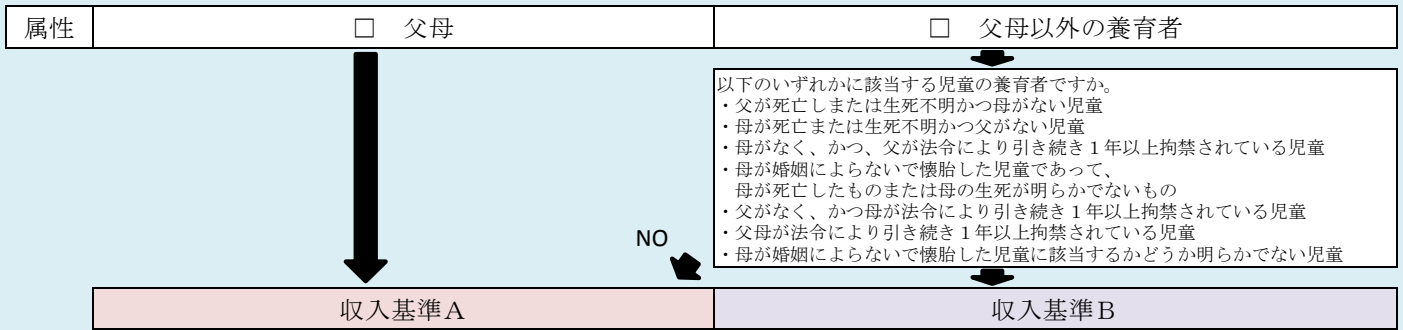 属性
□ 父母
□ 父母以外の養育者
以下のいずれかに該当する児童の養育者ですか。
・父が死亡しまたは生死不明かつ母がない児童
・母が死亡または生死不明かつ父がない児童
・母がなく、かつ、父が法令により引き続き１年以上拘禁されている児童
・母が婚姻によらないで懐胎した児童であって、
母が死亡したものまたは母の生死が明らかでないもの
・父がなく、かつ母が法令により引き続き１年以上拘禁されている児童
・父母が法令により引き続き１年以上拘禁されている児童
・母が婚姻によらないで懐胎した児童に該当するかどうか明らかでない児童
NO
収入基準Ａ
収入基準Ｂ